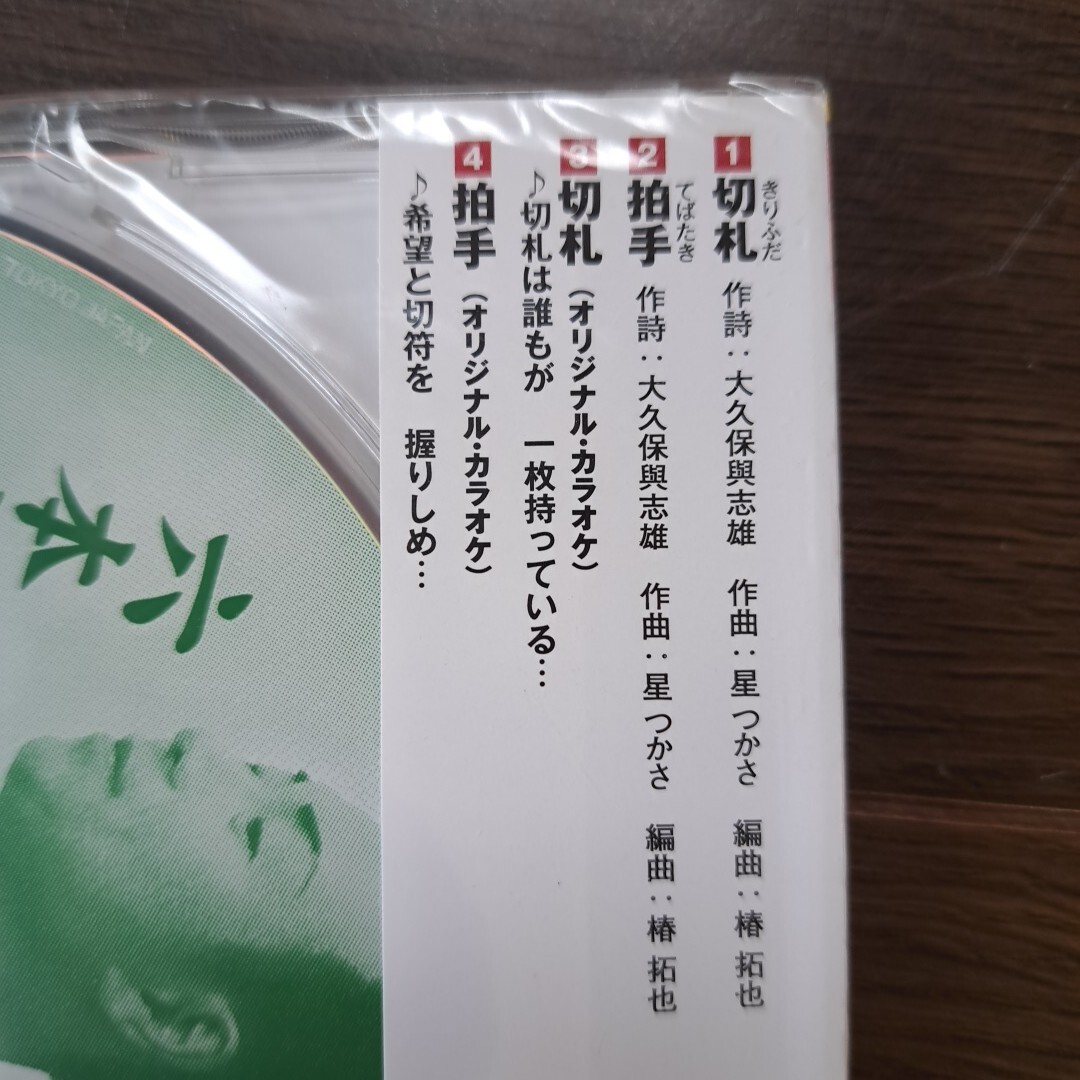 1 切札 作詩:大久保與志雄 作曲:星つかさ 編曲:椿 拓也
きりふだ
2 拍手 作詩:大久保與志雄 作曲:星つかさ 編曲:椿 拓也
てばたき
3 切札(オリジナル・カラオケ)
♪切札は誰もが 一枚持っている…
4 拍手(オリジナル・カラオケ)
♪希望と切符を 握りしめ…
TOKYO JAPAN
六
本